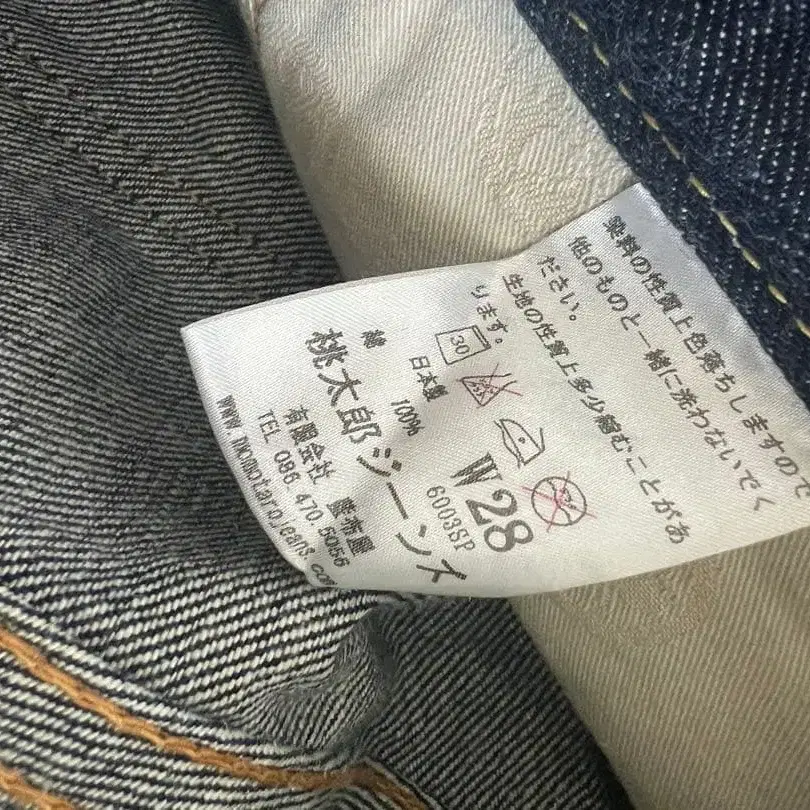 染料の性質上色落ちしますので
他のものと一緒に洗わないでく
ださい。
生地の性質上多少縮むことがあ
ります。
30
W28
6003SP
日本製
綿 100%
桃太郎ジーンズ
有限会社 藍布屋
TEL 086.470.5056
www.momotarojeans.com